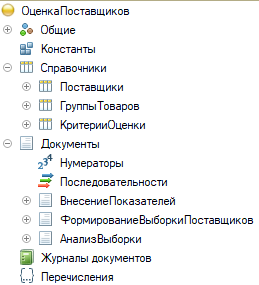 ОценкаПоставщиков
Общие
Константы
Справочники
Поставщики
ГруппыТоваров
КритерииОценки
Документы
Нумераторы
Последовательности
ВнесениеПоказателей
ФормированиеВыборкиПоставщиков
АнализВыборки
Журналы документов
Перечисления